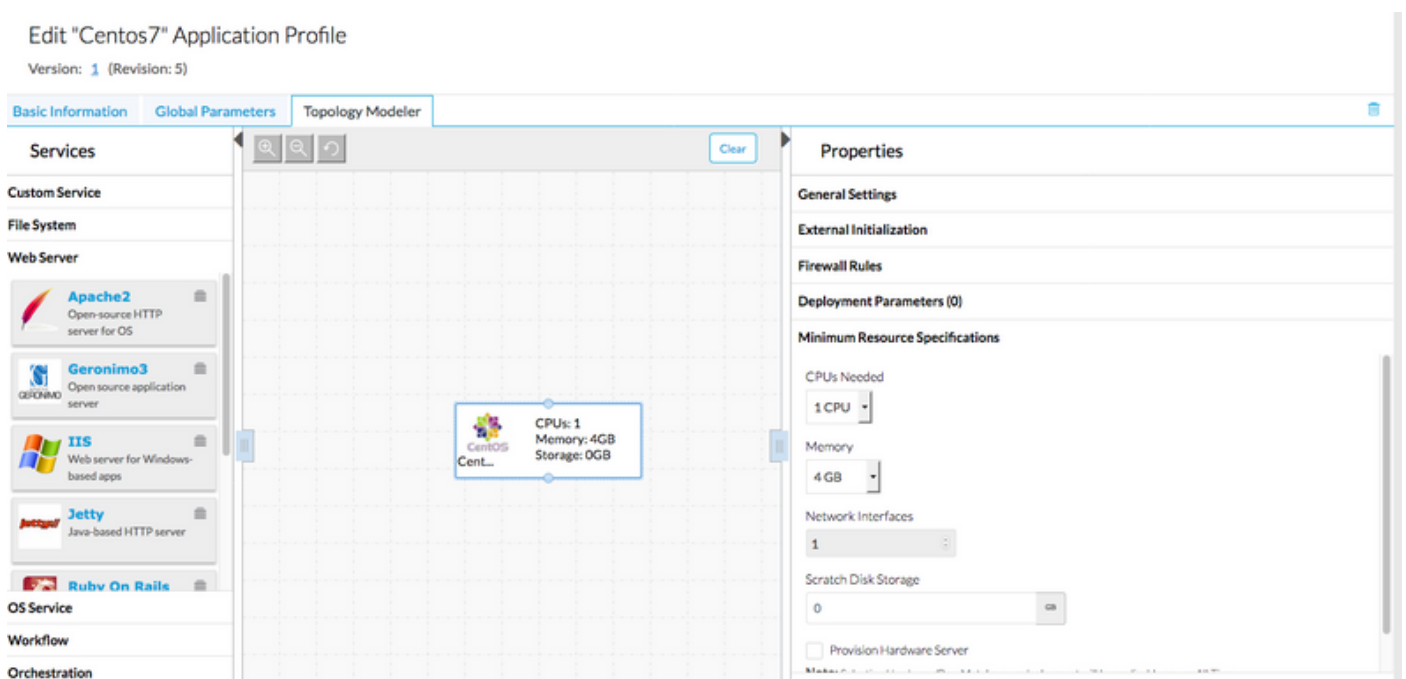 Edit "Centos7" Application Profile
Version: 1 (Revision: 5)
Basic Information
Global Parameters
Topology Modeler
Services
Custom Service
File System
Web Server
Apache2
Open-source HTTP
server for OS
GERONIMO
Geronimo3
Open source application
server
IIS
Web server for Windows-
based apps
Jetty
Java-based HTTP server
Ruby On Rails
OS Service
Workflow
Orchestration
Clear
CentOS
Cent...
CPUs: 1
Memory: 4GB
Storage: 0GB
Properties
General Settings
External Initialization
Firewall Rules
Deployment Parameters (0)
Minimum Resource Specifications
CPUs Needed
1 CPU
Memory
4 GB
Network Interfaces
1
Scratch Disk Storage
0
GB
Provision Hardware Server